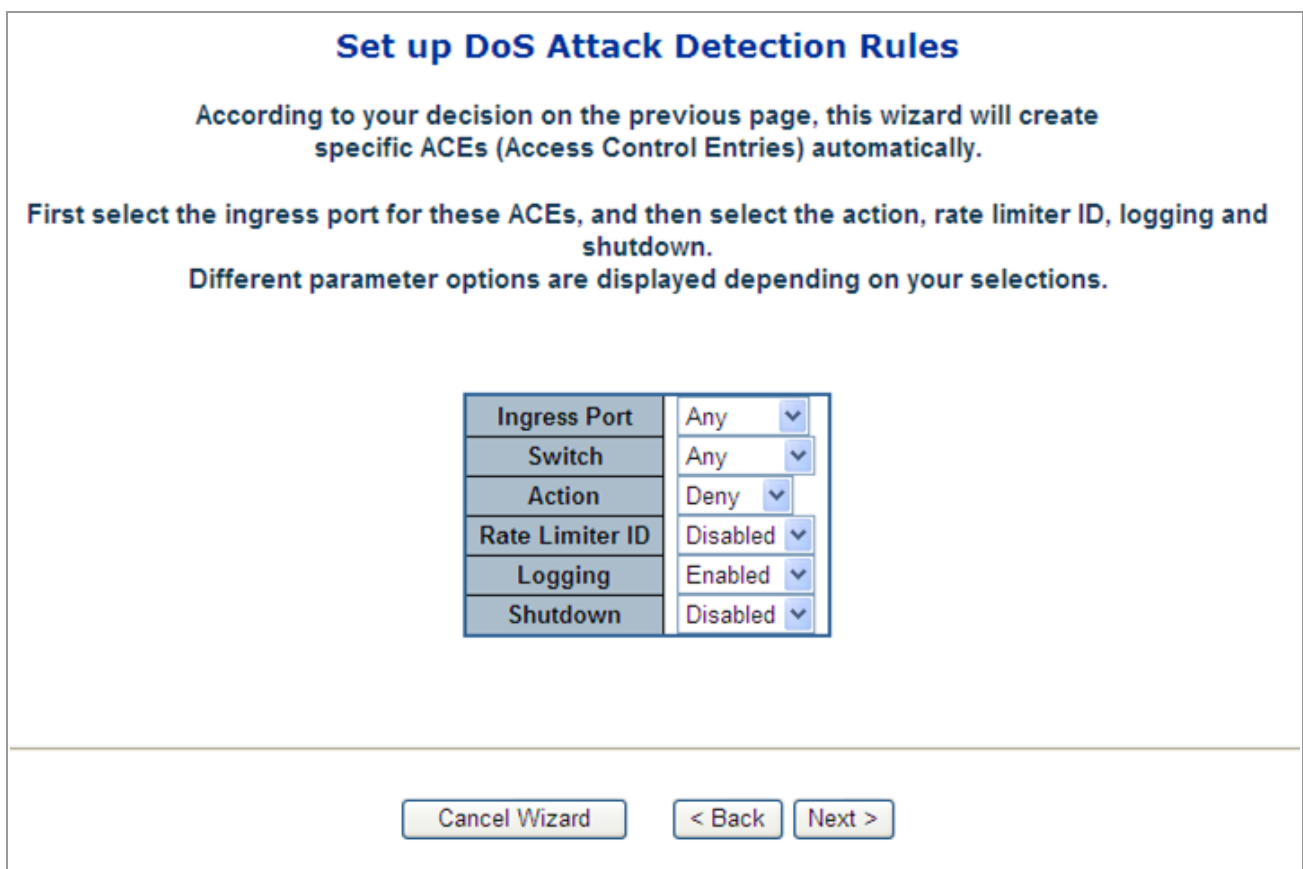 Set up DoS Attack Detection Rules
According to your decision on the previous page, this wizard will create
specific ACEs (Access Control Entries) automatically.
First select the ingress port for these ACEs, and then select the action, rate limiter ID, logging and
shutdown.
Different parameter options are displayed depending on your selections.
Ingress Port Any
Switch Any
Action Deny
Rate Limiter ID Disabled
Logging Enabled
Shutdown Disabled
Cancel Wizard < Back Next >